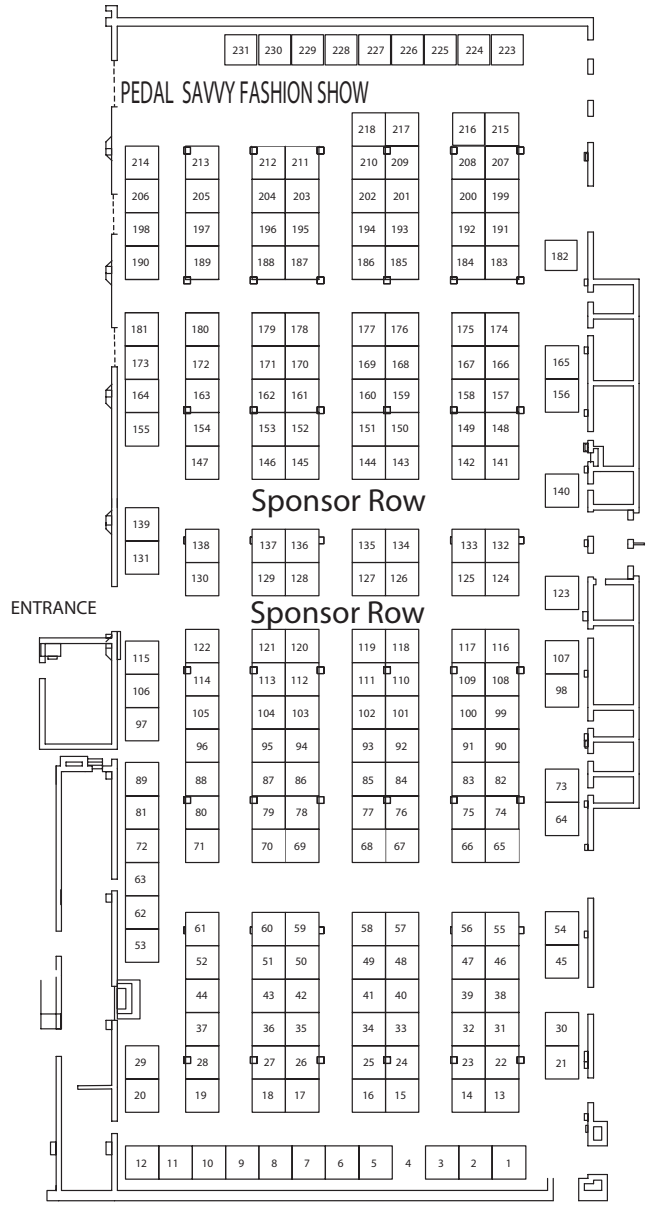 231 230 229 228 227 226 225 224 223
PEDAL SAVVY FASHION SHOW
218 217 216 215
214 213 212 211 210 209 208 207
206 205 204 203 202 201 200 199
198 197 196 195 194 193 192 191
190 189 188 187 186 185 184 183 182
181 180 179 178 177 176 175 174
173 172 171 170 169 168 167 166 165
164 163 162 161 160 159 158 157 156
155 154 153 152 151 150 149 148
147 146 145 144 143 142 141
140
Sponsor Row
139 138 137 136 135 134 133 132
131 130 129 128 127 126 125 124 123
ENTRANCE
Sponsor Row
122 121 120 119 118 117 116
115 114 113 112 111 110 109 108 107
106 105 104 103 102 101 100 99 98
97 96 95 94 93 92 91 90
89 88 87 86 85 84 83 82 73
81 80 79 78 77 76 75 74 64
72 71 70 69 68 67 66 65
63
62 61 60 59 58 57 56 55 54
53 52 51 50 49 48 47 46 45
44 43 42 41 40 39 38
37 36 35 34 33 32 31 30
29 28 27 26 25 24 23 22 21
20 19 18 17 16 15 14 13
12 11 10 9 8 7 6 5 4 3 2 1